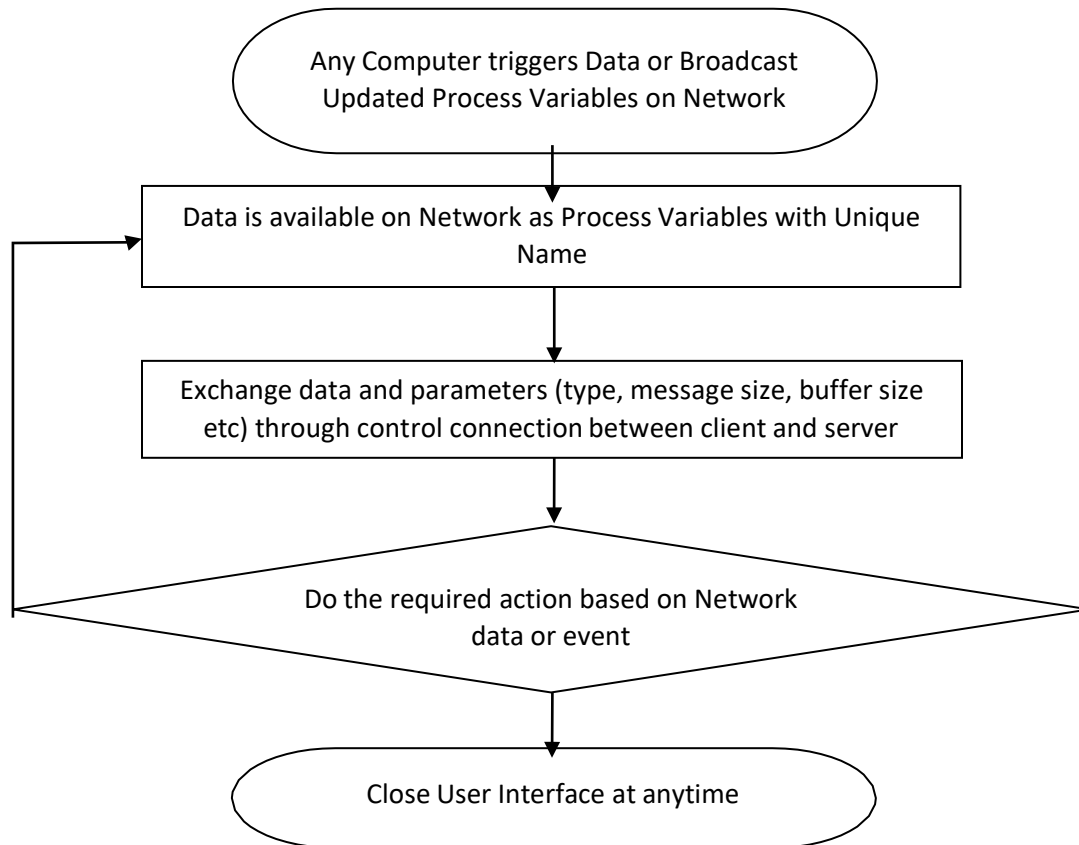 Any Computer triggers Data or Broadcast
Updated Process Variables on Network
Data is available on Network as Process Variables with Unique
Name
Exchange data and parameters (type, message size, buffer size
etc) through control connection between client and server
Do the required action based on Network
data or event
Close User Interface at anytime